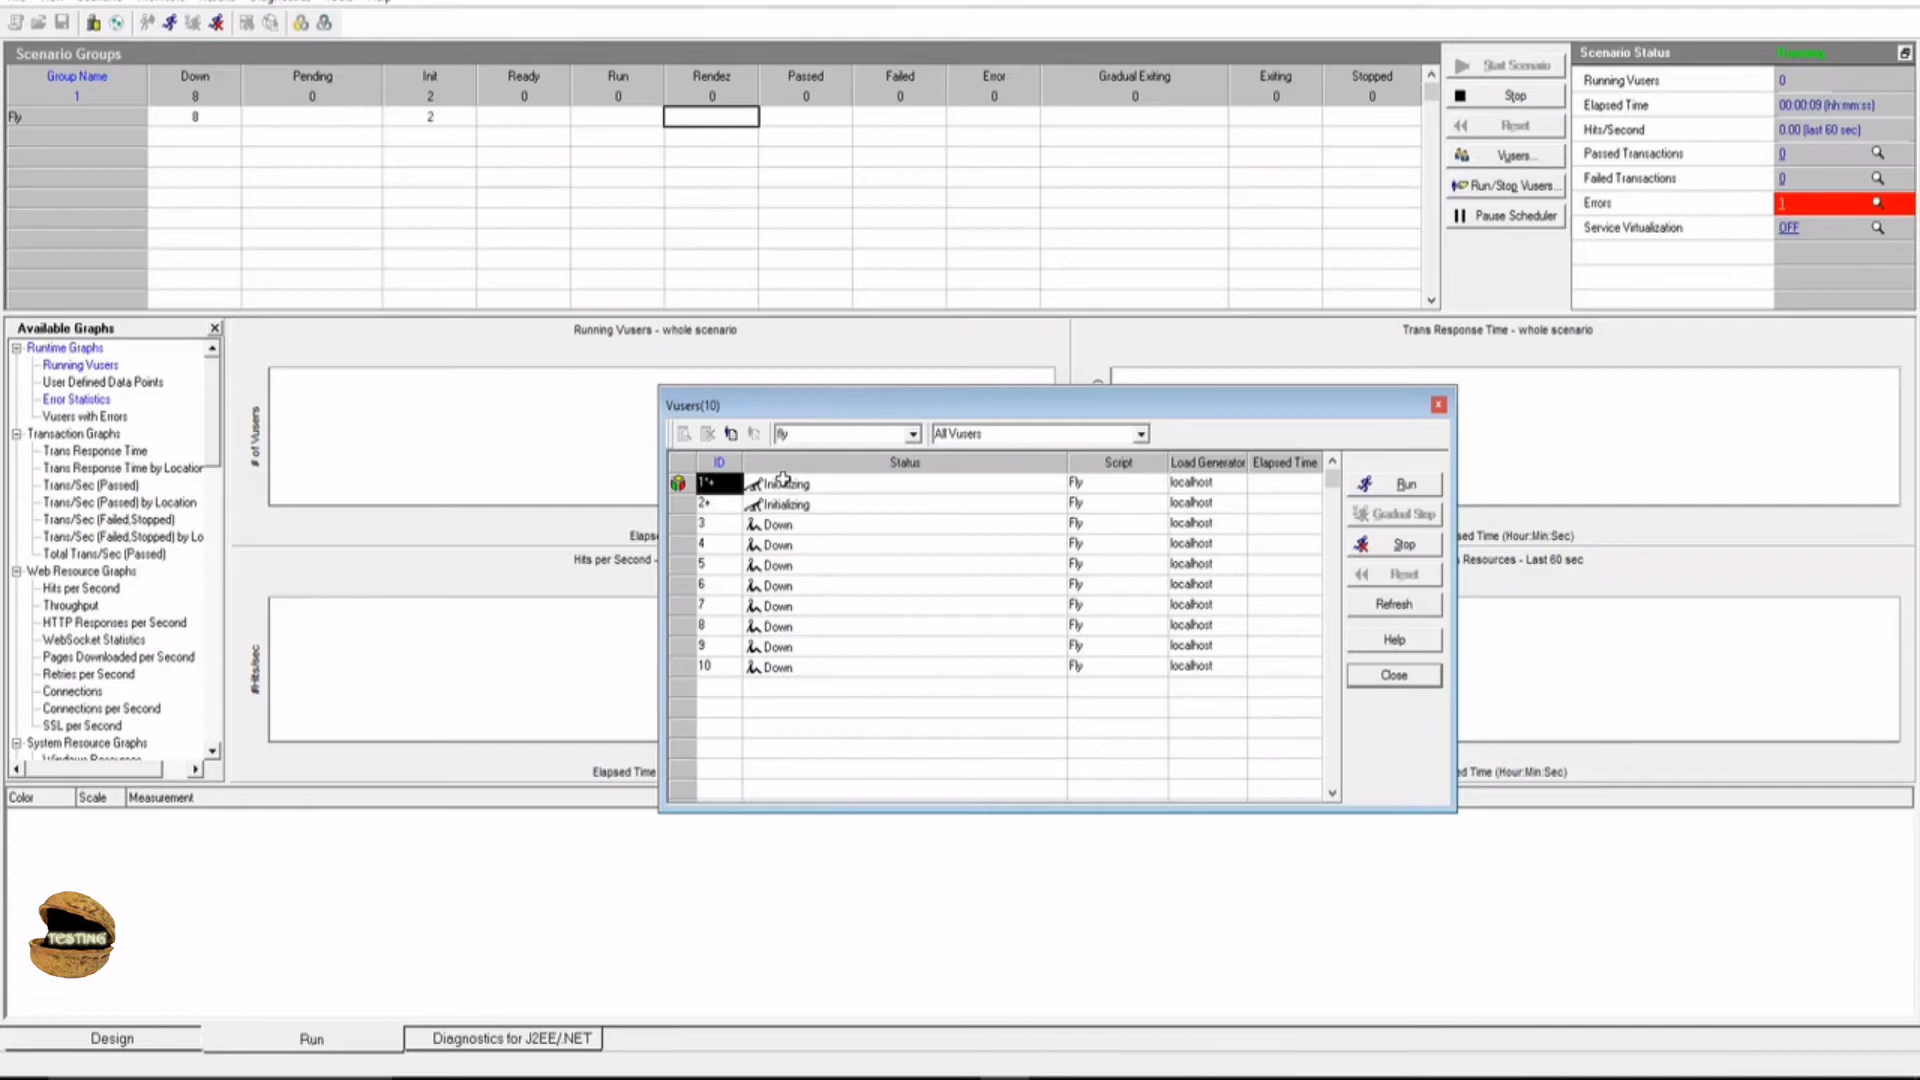 Scenario Groups
Group Name Down Pending Init Ready Run Rendez Passed Failed Error Gradual Exiting Exiting Stopped
1 8 0 2 0 0 0 0 0 0 0 0 0
Fly 8 2
Start Scenario
Stop
Reset
Vusers...
Run/Stop Vusers...
Pause Scheduler
Scenario Status
Running Vusers 0
Elapsed Time 00:00:09 (hh:mm:ss)
Hits/Second 0.00 (last 60 sec)
Passed Transactions 0
Failed Transactions 0
Errors 1
Service Virtualization OFF
Available Graphs
Runtime Graphs
Running Vusers
User Defined Data Points
Error Statistics
Vusers with Errors
Transaction Graphs
Trans Response Time
Trans Response Time by Location
Trans/Sec (Passed)
Trans/Sec (Passed) by Location
Trans/Sec (Failed,Stopped)
Trans/Sec (Failed,Stopped) by Lo
Total Trans/Sec (Passed)
Web Resource Graphs
Hits per Second
Throughput
HTTP Responses per Second
WebSocket Statistics
Pages Downloaded per Second
Retries per Second
Connections
Connections per Second
SSL per Second
System Resource Graphs
Running Vusers - whole scenario
# of Vusers
Elaps
Trans Response Time - whole scenario
sed Time (Hour:Min:Sec)
Hits per Second -
#Hits/sec
Elapsed Time
Resources - Last 60 sec
ed Time (Hour:Min:Sec)
Vusers(10)
fly All Vusers
ID Status Script Load Generator Elapsed Time
1*+ Initializing Fly localhost
2+ Initializing Fly localhost
3 Down Fly localhost
4 Down Fly localhost
5 Down Fly localhost
6 Down Fly localhost
7 Down Fly localhost
8 Down Fly localhost
9 Down Fly localhost
10 Down Fly localhost
Run
Gradual Stop
Stop
Reset
Refresh
Help
Close
Color Scale Measurement
TESTING
Design Run Diagnostics for J2EE/.NET